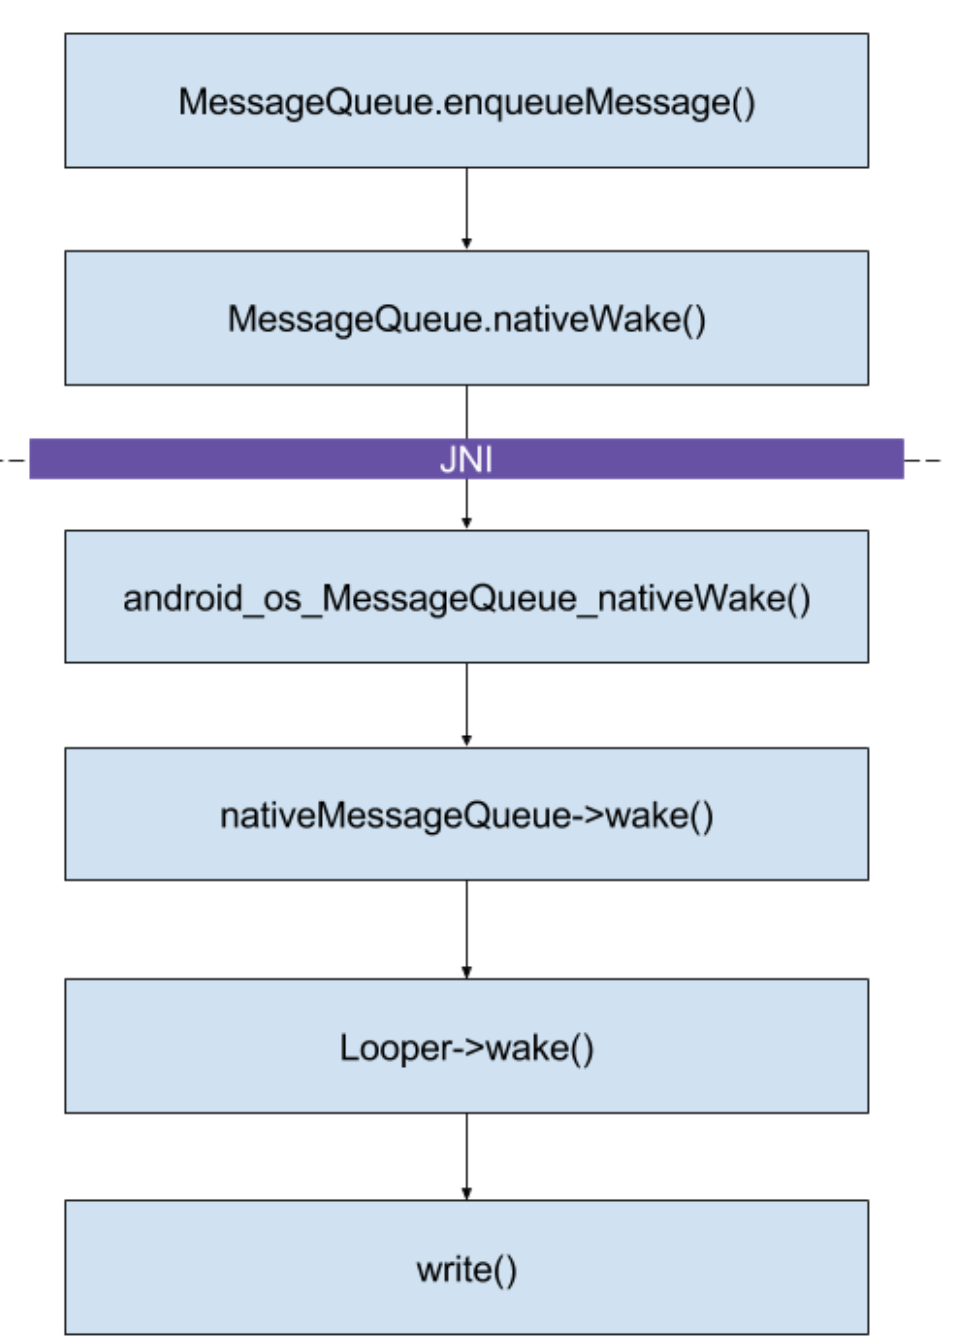 MessageQueue.enqueueMessage()
MessageQueue.nativeWake()
JNI
android_os_MessageQueue_nativeWake()
nativeMessageQueue->wake()
Looper->wake()
write()